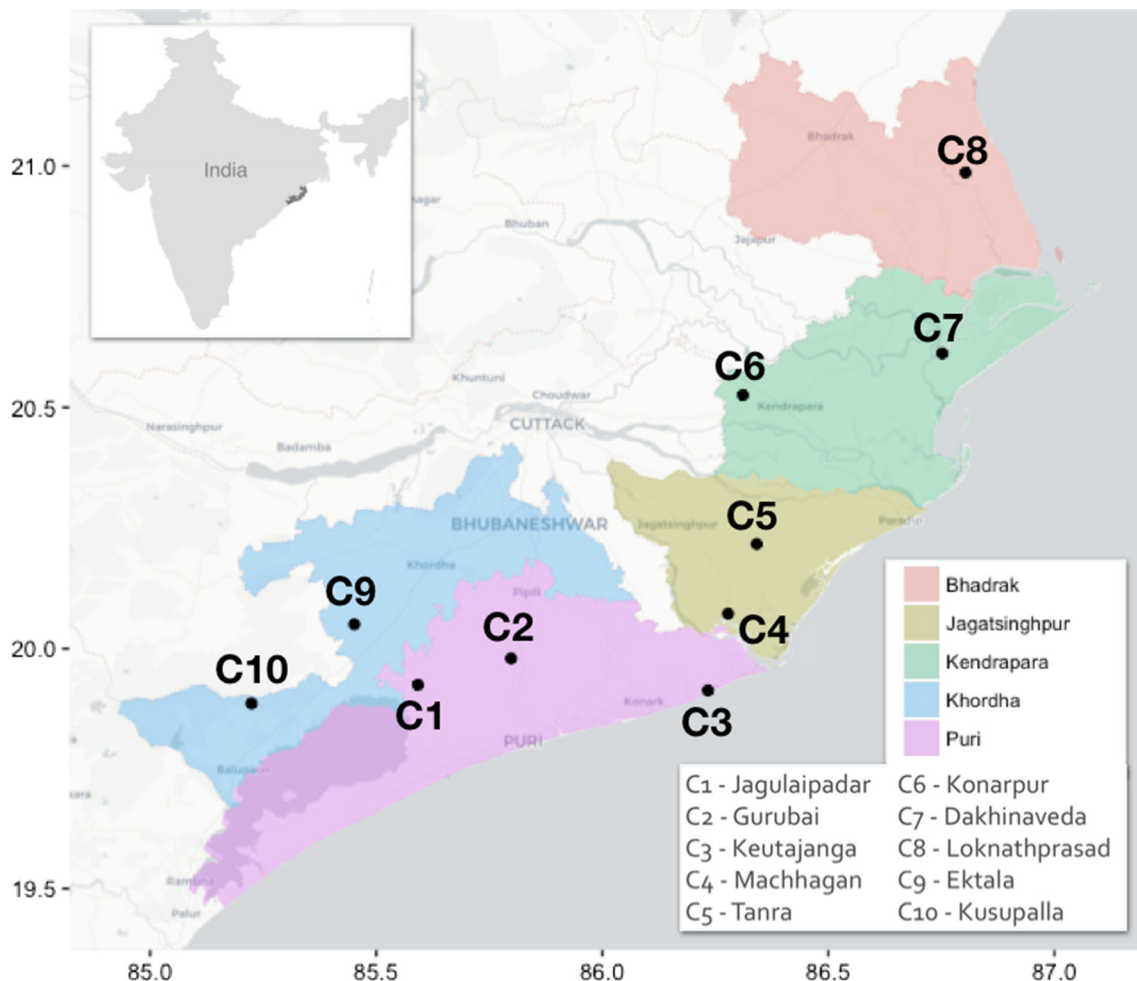 India
21.0
20.5
20.0
19.5
85.0
85.5
86.0
86.5
87.0
Bhadrak
C8
nagar
Bhuban
Jajapur
C7
C6
Kendrapara
Khuntuni
Choudwar
CUTTACK
Narasinghpur
Badamba
BHUBANESHWAR
Jagatsinghpur
C5
Paradip
Khordha
C9
Pipili
C2
C4
C10
C1
Konark
C3
PURI
Balugaon
Rambha
Palur
Bhadrak
Jagatsinghpur
Kendrapara
Khordha
Puri
C1 - Jagulaipadar
C2 - Gurubai
C3 - Keutajanga
C4 - Machhagan
C5 - Tanra
C6 - Konarpur
C7 - Dakhinaveda
C8 - Loknathprasad
C9 - Ektala
C10 - Kusupalla